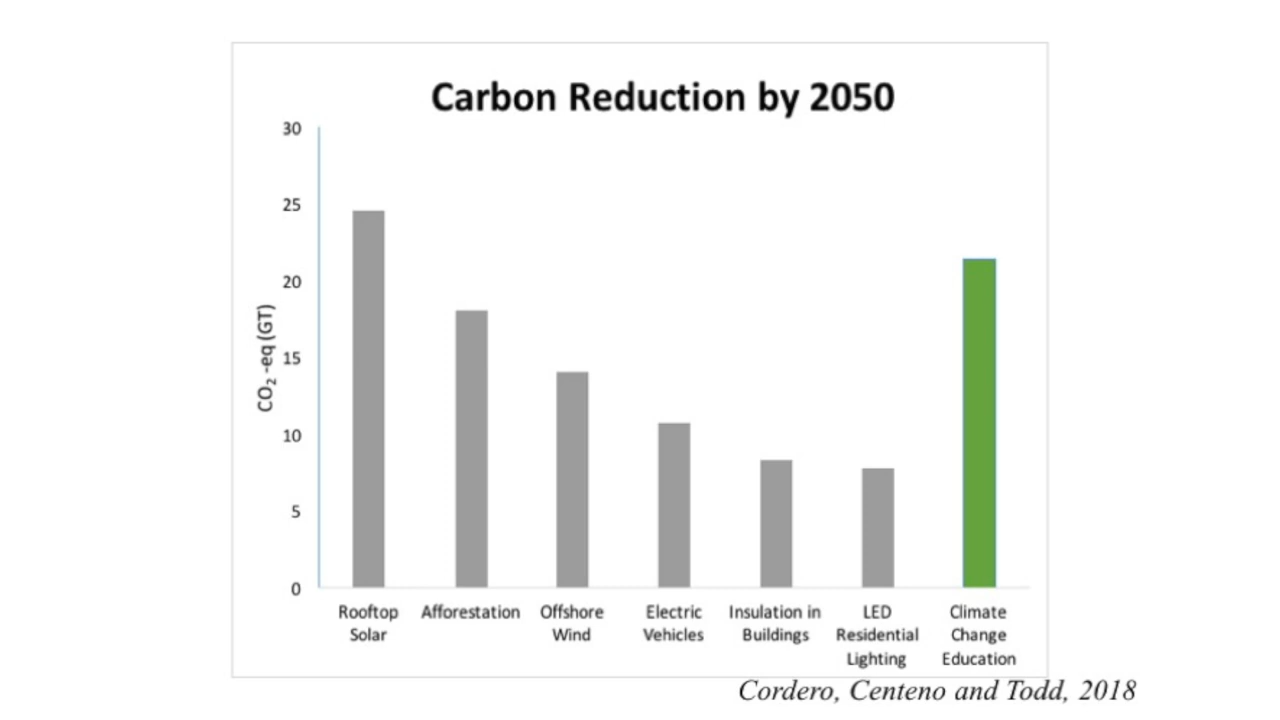 Carbon Reduction by 2050
30
25
20
15
10
5
0
CO₂ -eq (GT)
Rooftop
Solar
Afforestation
Offshore
Wind
Electric
Vehicles
Insulation in
Buildings
LED
Residential
Lighting
Climate
Change
Education
Cordero, Centeno and Todd, 2018